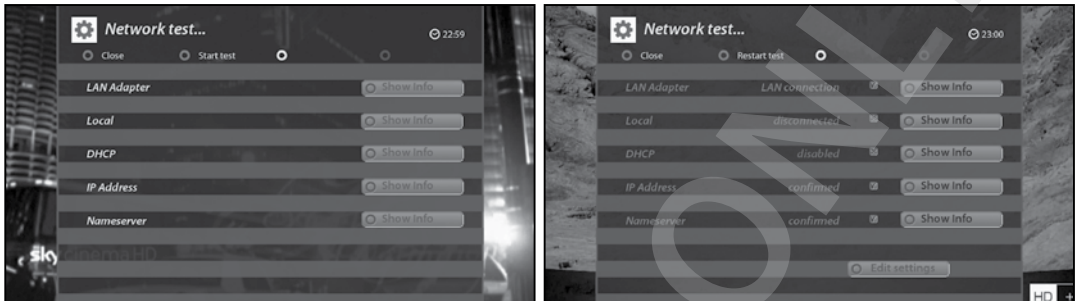 Network test...
22:59
Close
Start test
LAN Adapter
Show Info
Local
Show Info
DHCP
Show Info
IP Address
Show Info
Nameserver
Show Info
sky cinema HD
Network test...
23:00
Close
Restart test
LAN Adapter LAN connection
Show Info
Local disconnected
Show Info
DHCP disabled
Show Info
IP Address confirmed
Show Info
Nameserver confirmed
Show Info
Edit settings
HD +
ONL